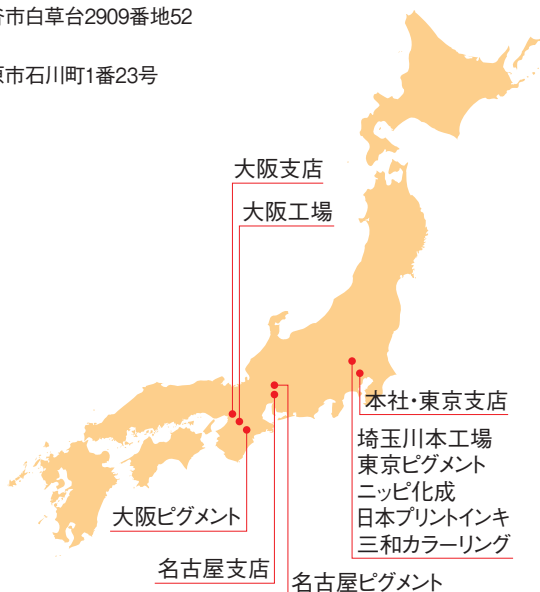 谷市白草台2909番地52
原市石川町1番23号
大阪支店
大阪工場
本社・東京支店
埼玉川本工場
東京ピグメント
ニッピ化成
日本プリントインキ
三和カラーリング
大阪ピグメント
名古屋支店
名古屋ピグメント